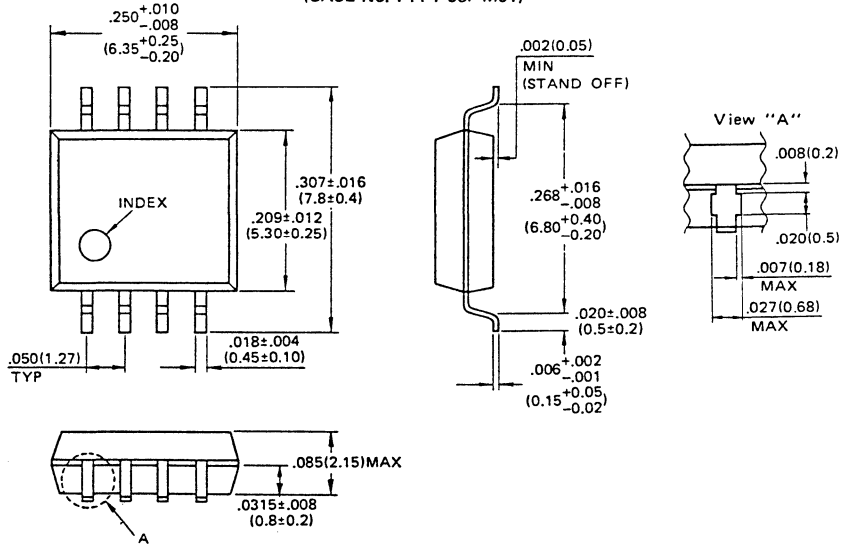 .250 +.010 -.008
(6.35 +0.25 -0.20)
.002(0.05)
MIN
(STAND OFF)
View "A"
.008(0.2)
INDEX
.307±.016
(7.8±0.4)
.209±.012
(5.30±0.25)
.268 +.016 -.008
(6.80 +0.40 -0.20)
.020(0.5)
.007(0.18)
MAX
.027(0.68)
MAX
.020±.008
(0.5±0.2)
.018±.004
(0.45±0.10)
.050(1.27)
TYP
.006 +.002 -.001
(0.15 +0.05 -0.02)
.085(2.15)MAX
.0315±.008
(0.8±0.2)
A